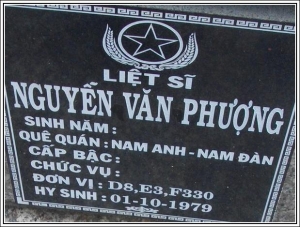 LIỆT SĨ
NGUYỄN VĂN PHƯỢNG
SINH NĂM :
QUÊ QUÁN : NAM ANH - NAM ĐÀN
CẤP BẬC :
CHỨC VỤ :
ĐƠN VỊ : D8,E3,F330
HY SINH : 01-10-1979